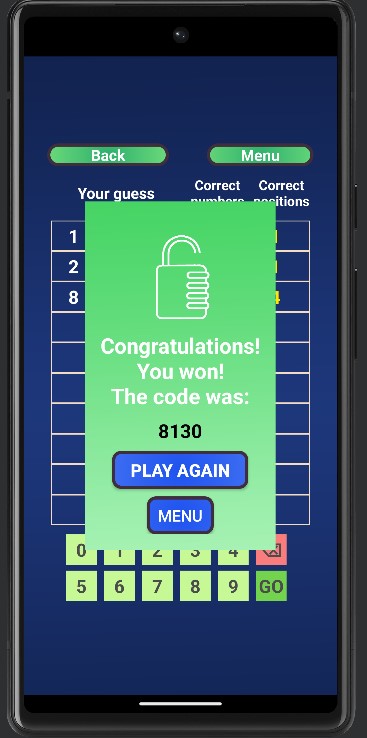 Back Menu
Your guess Correct numbers Correct positions
1
2
8
Congratulations!
You won!
The code was:
8130
PLAY AGAIN
MENU
0 1 2 3 4
5 6 7 8 9 GO